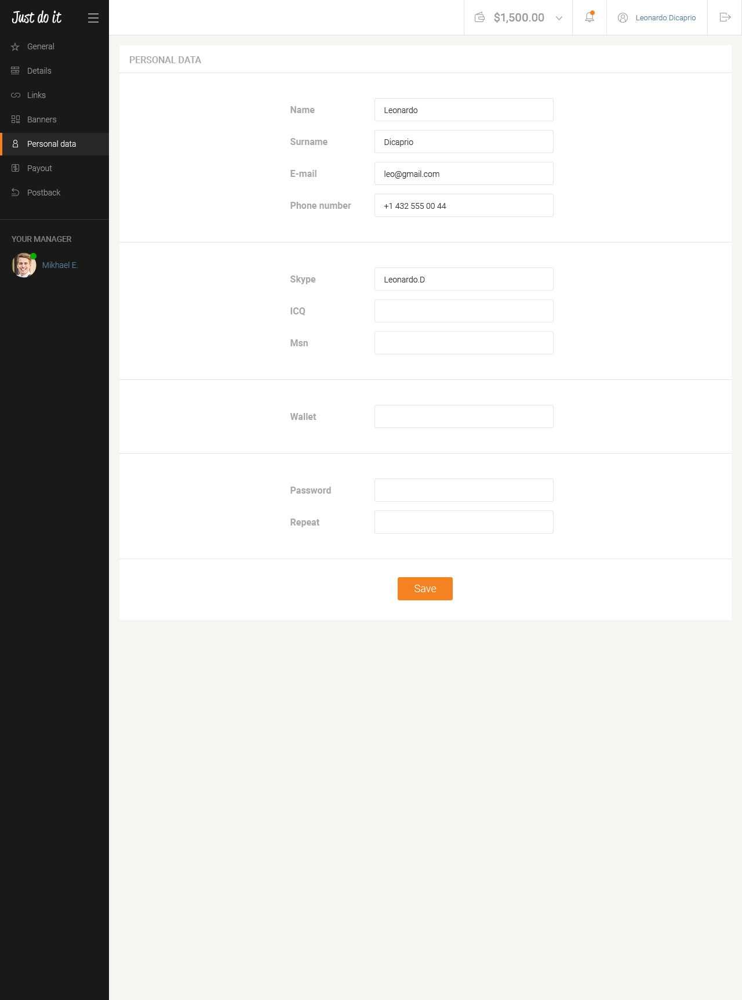 Just do it
$1,500.00
Leonardo Dicaprio
General
Details
Links
Banners
Personal data
Payout
Postback
YOUR MANAGER
Mikhael E.
PERSONAL DATA
Name
Leonardo
Surname
Dicaprio
E-mail
leo@gmail.com
Phone number
+1 432 555 00 44
Skype
Leonardo.D
ICQ
Msn
Wallet
Password
Repeat
Save